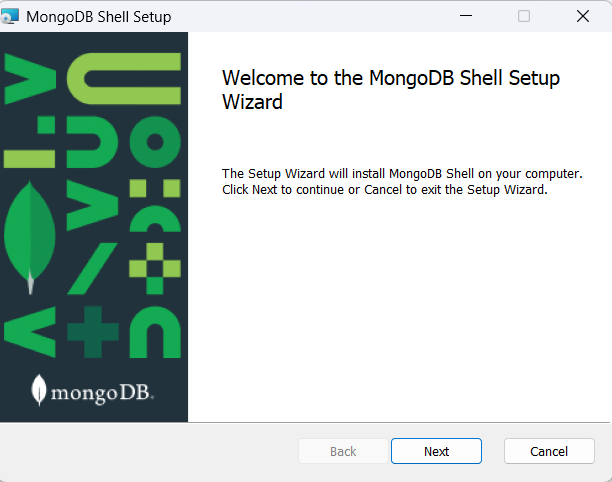 MongoDB Shell Setup
Welcome to the MongoDB Shell Setup
Wizard
The Setup Wizard will install MongoDB Shell on your computer.
Click Next to continue or Cancel to exit the Setup Wizard.
mongoDB.
Back
Next
Cancel